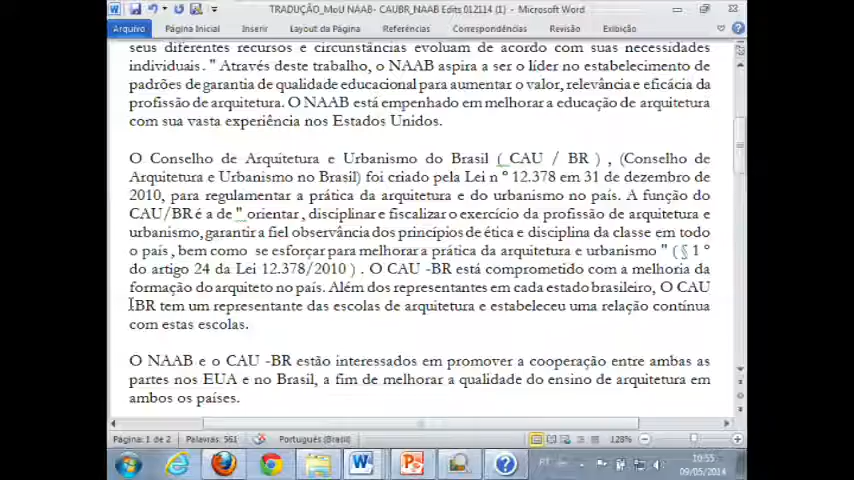 TRADUÇÃO_MoU NAAB- CAUBR_NAAB Edits 012114 (1) - Microsoft Word
Arquivo Página Inicial Inserir Layout da Página Referências Correspondências Revisão Exibição
seus diferentes recursos e circunstâncias evoluam de acordo com suas necessidades
individuais . " Através deste trabalho, o NAAB aspira a ser o líder no estabelecimento de
padrões de garantia de qualidade educacional para aumentar o valor, relevância e eficácia da
profissão de arquitetura. O NAAB está empenhado em melhorar a educação de arquitetura
com sua vasta experiência nos Estados Unidos.
O Conselho de Arquitetura e Urbanismo do Brasil ( CAU / BR ) , (Conselho de
Arquitetura e Urbanismo no Brasil) foi criado pela Lei n º 12.378 em 31 de dezembro de
2010, para regulamentar a prática da arquitetura e do urbanismo no país. A função do
CAU/BR é a de " orientar , disciplinar e fiscalizar o exercício da profissão de arquitetura e
urbanismo, garantir a fiel observância dos princípios de ética e disciplina da classe em todo
o país , bem como se esforçar para melhorar a prática da arquitetura e urbanismo " ( § 1 º
do artigo 24 da Lei 12.378/2010 ) . O CAU -BR está comprometido com a melhoria da
formação do arquiteto no país. Além dos representantes em cada estado brasileiro, O CAU
-BR tem um representante das escolas de arquitetura e estabeleceu uma relação contínua
com estas escolas.
O NAAB e o CAU -BR estão interessados em promover a cooperação entre ambas as
partes nos EUA e no Brasil, a fim de melhorar a qualidade do ensino de arquitetura em
ambos os países.
Página: 1 de 2 Palavras: 561 Português (Brasil) 128%
PT 10:55
09/05/2014